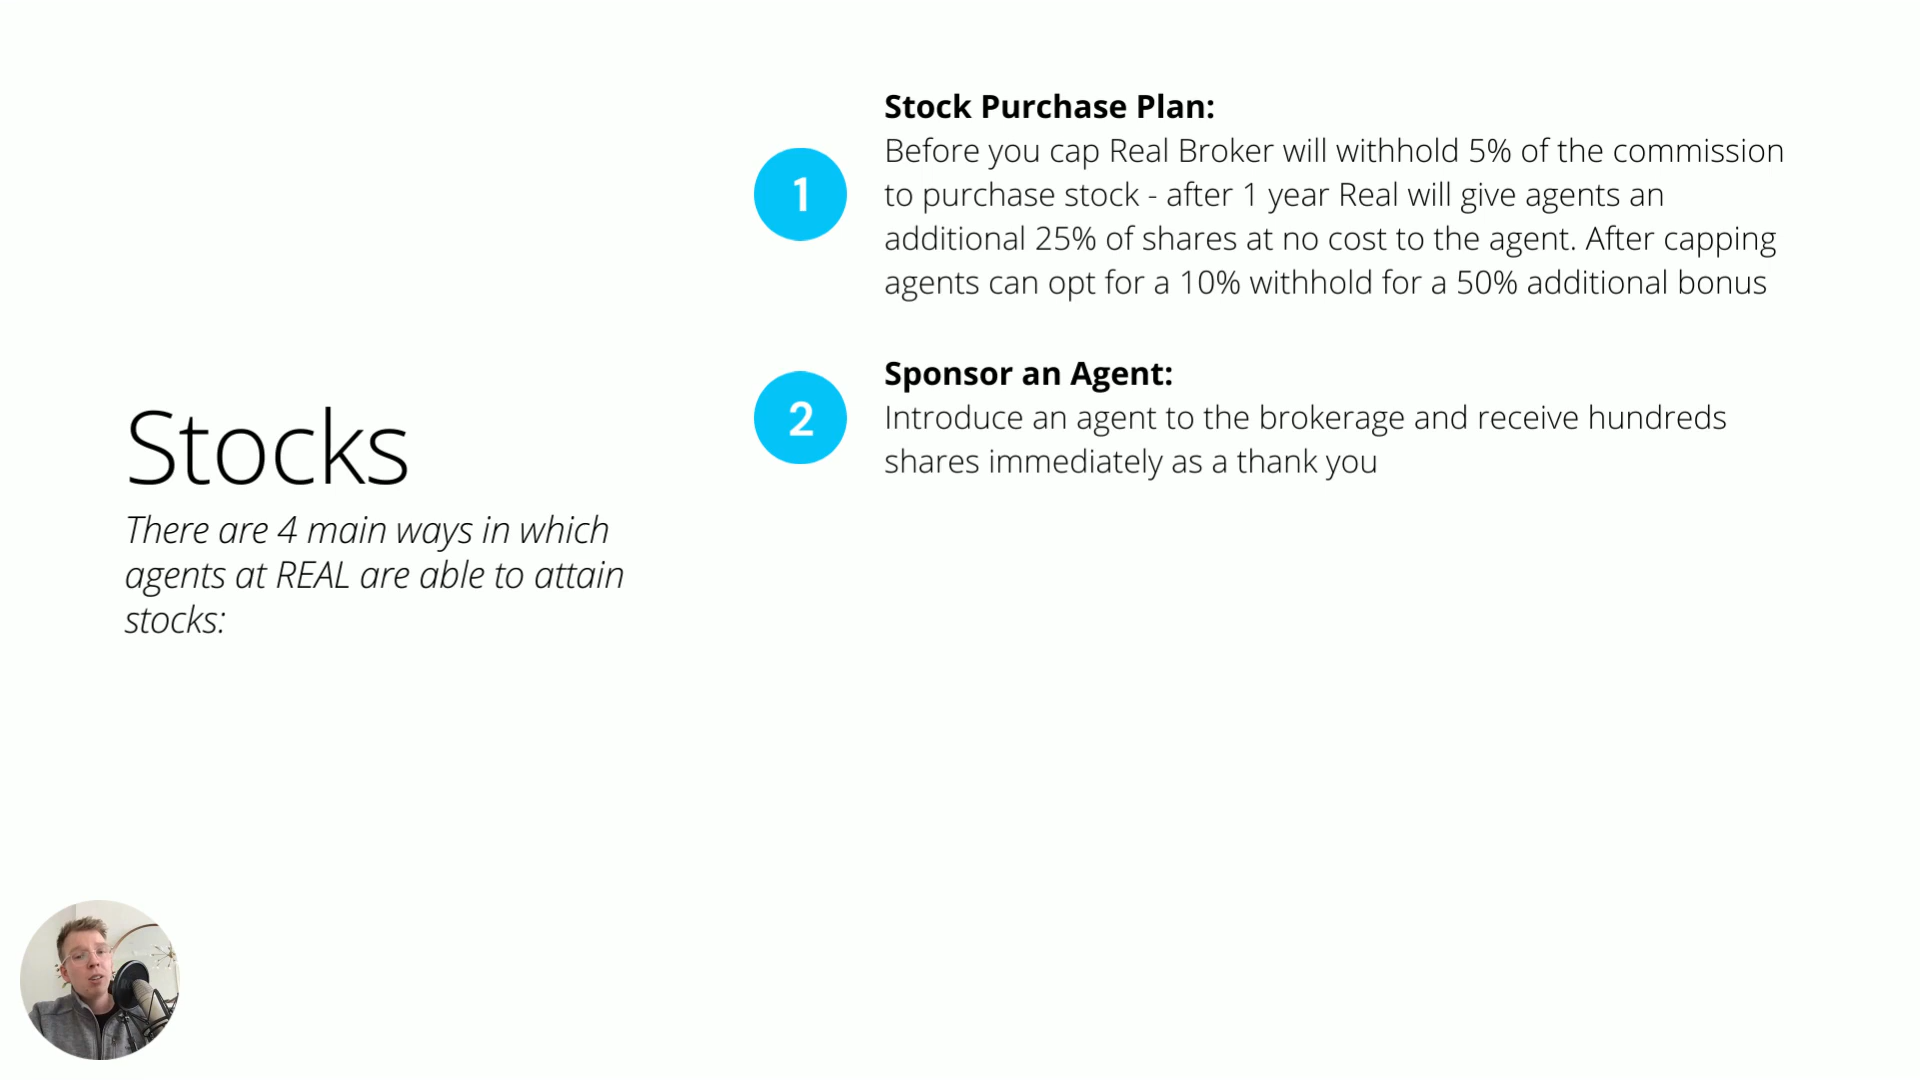 Stocks
There are 4 main ways in which
agents at REAL are able to attain
stocks:
1
Stock Purchase Plan:
Before you cap Real Broker will withhold 5% of the commission
to purchase stock - after 1 year Real will give agents an
additional 25% of shares at no cost to the agent. After capping
agents can opt for a 10% withhold for a 50% additional bonus
2
Sponsor an Agent:
Introduce an agent to the brokerage and receive hundreds
shares immediately as a thank you